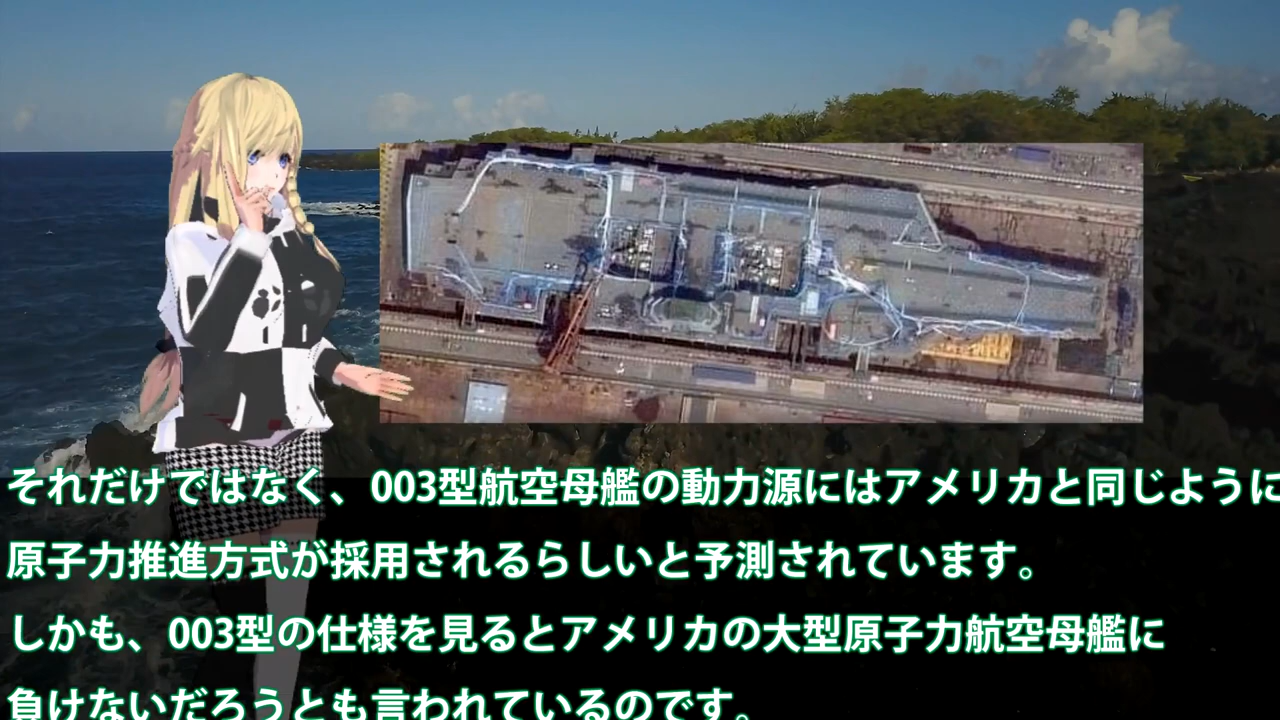 それだけではなく、003型航空母艦の動力源にはアメリカと同じように
原子力推進方式が採用されるらしいと予測されています。
しかも、003型の仕様を見るとアメリカの大型原子力航空母艦に
負けないだろうとも言われているのです。